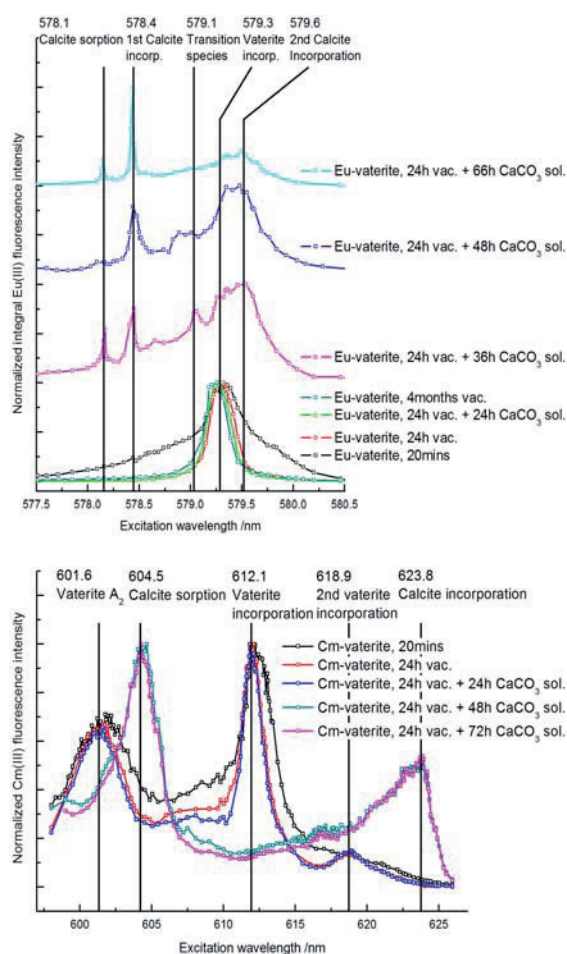 578.1 578.4 579.1 579.3 579.6
Calcite sorption 1st Calcite Transition Vaterite 2nd Calcite
incorp. species incorp. Incorporation
Normalized integral Eu(III) fluorescence intensity
Eu-vaterite, 24h vac. + 66h CaCO₃ sol.
Eu-vaterite, 24h vac. + 48h CaCO₃ sol.
Eu-vaterite, 24h vac. + 36h CaCO₃ sol.
Eu-vaterite, 4months vac.
Eu-vaterite, 24h vac. + 24h CaCO₃ sol.
Eu-vaterite, 24h vac.
Eu-vaterite, 20mins
577.5 578.0 578.5 579.0 579.5 580.0 580.5
Excitation wavelength /nm
601.6 604.5 612.1 618.9 623.8
Vaterite A₂ Calcite sorption Vaterite 2nd vaterite Calcite incorporation
incorporation incorporation
Normalized Cm(III) fluorescence intensity
Cm-vaterite, 20mins
Cm-vaterite, 24h vac.
Cm-vaterite, 24h vac. + 24h CaCO₃ sol.
Cm-vaterite, 24h vac. + 48h CaCO₃ sol.
Cm-vaterite, 24h vac. + 72h CaCO₃ sol.
600 605 610 615 620 625
Excitation wavelength /nm